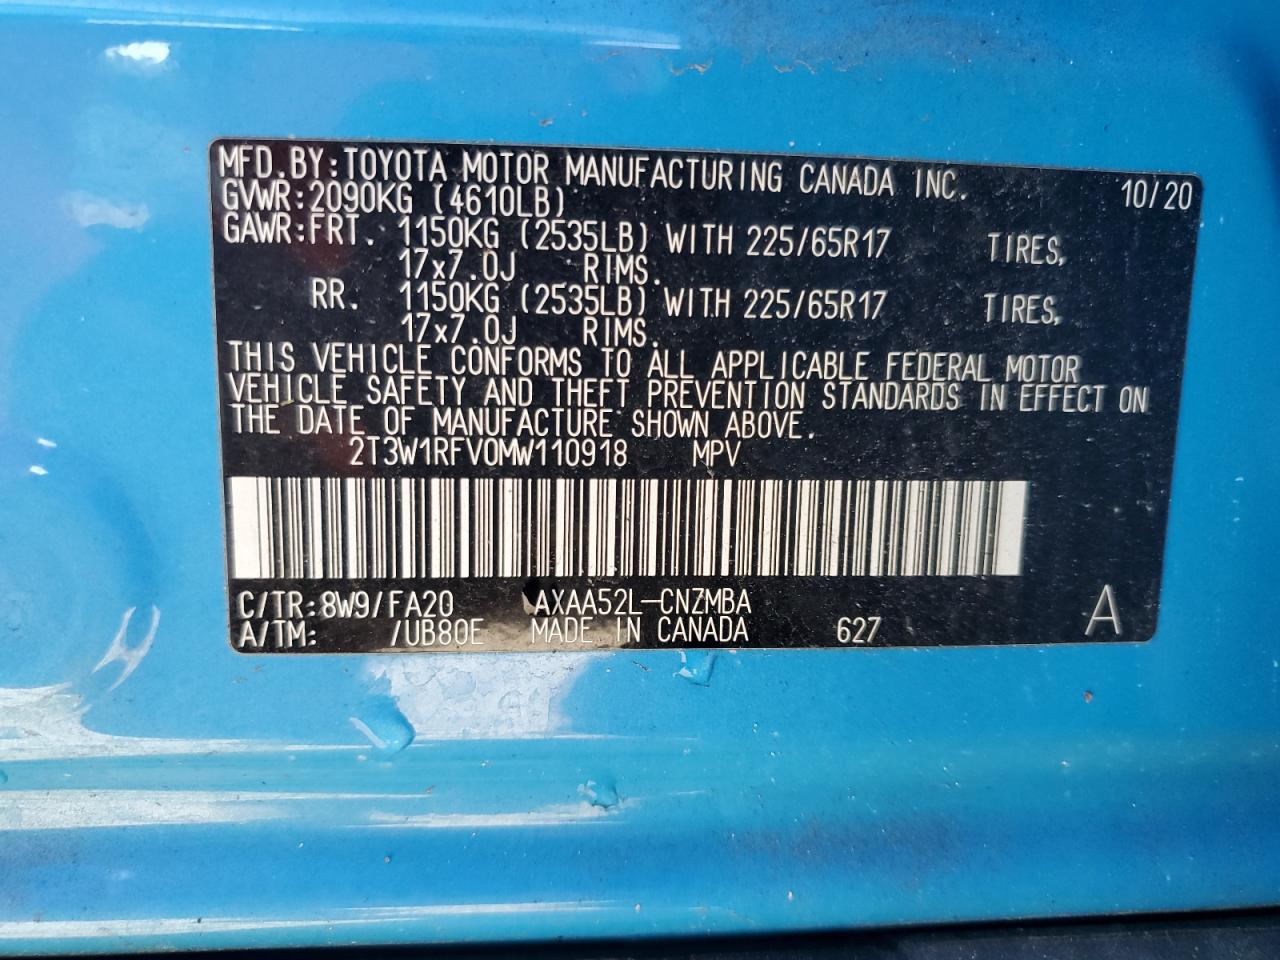 MFD.BY:TOYOTA MOTOR MANUFACTURING CANADA INC. 10/20
GVWR:2090KG (4610LB)
GAWR:FRT. 1150KG (2535LB) WITH 225/65R17 TIRES,
17x7.0J RIMS.
RR. 1150KG (2535LB) WITH 225/65R17 TIRES,
17x7.0J RIMS.
THIS VEHICLE CONFORMS TO ALL APPLICABLE FEDERAL MOTOR
VEHICLE SAFETY AND THEFT PREVENTION STANDARDS IN EFFECT ON
THE DATE OF MANUFACTURE SHOWN ABOVE.
2T3W1RFV0MW110918 MPV
C/TR:8W9/FA20 AXAA52L-CNZMBA
A/TM: /UB80E MADE IN CANADA 627 A